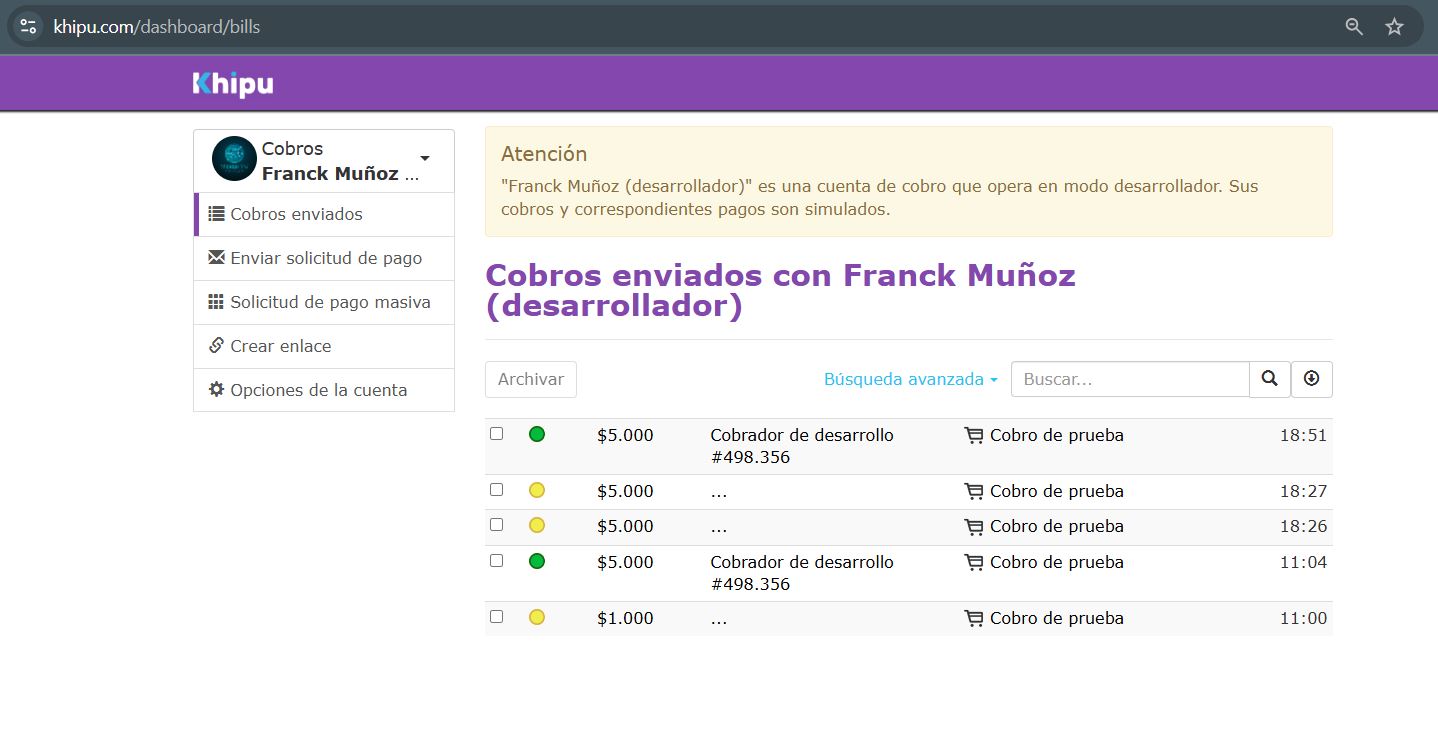 khipu.com/dashboard/bills
Khipu
Cobros
Franck Muñoz ...
Cobros enviados
Enviar solicitud de pago
Solicitud de pago masiva
Crear enlace
Opciones de la cuenta
Atención
"Franck Muñoz (desarrollador)" es una cuenta de cobro que opera en modo desarrollador. Sus
cobros y correspondientes pagos son simulados.
Cobros enviados con Franck Muñoz
(desarrollador)
Archivar
Búsqueda avanzada
Buscar...
$5.000 Cobrador de desarrollo Cobro de prueba 18:51
#498.356
$5.000 ... Cobro de prueba 18:27
$5.000 ... Cobro de prueba 18:26
$5.000 Cobrador de desarrollo Cobro de prueba 11:04
#498.356
$1.000 ... Cobro de prueba 11:00